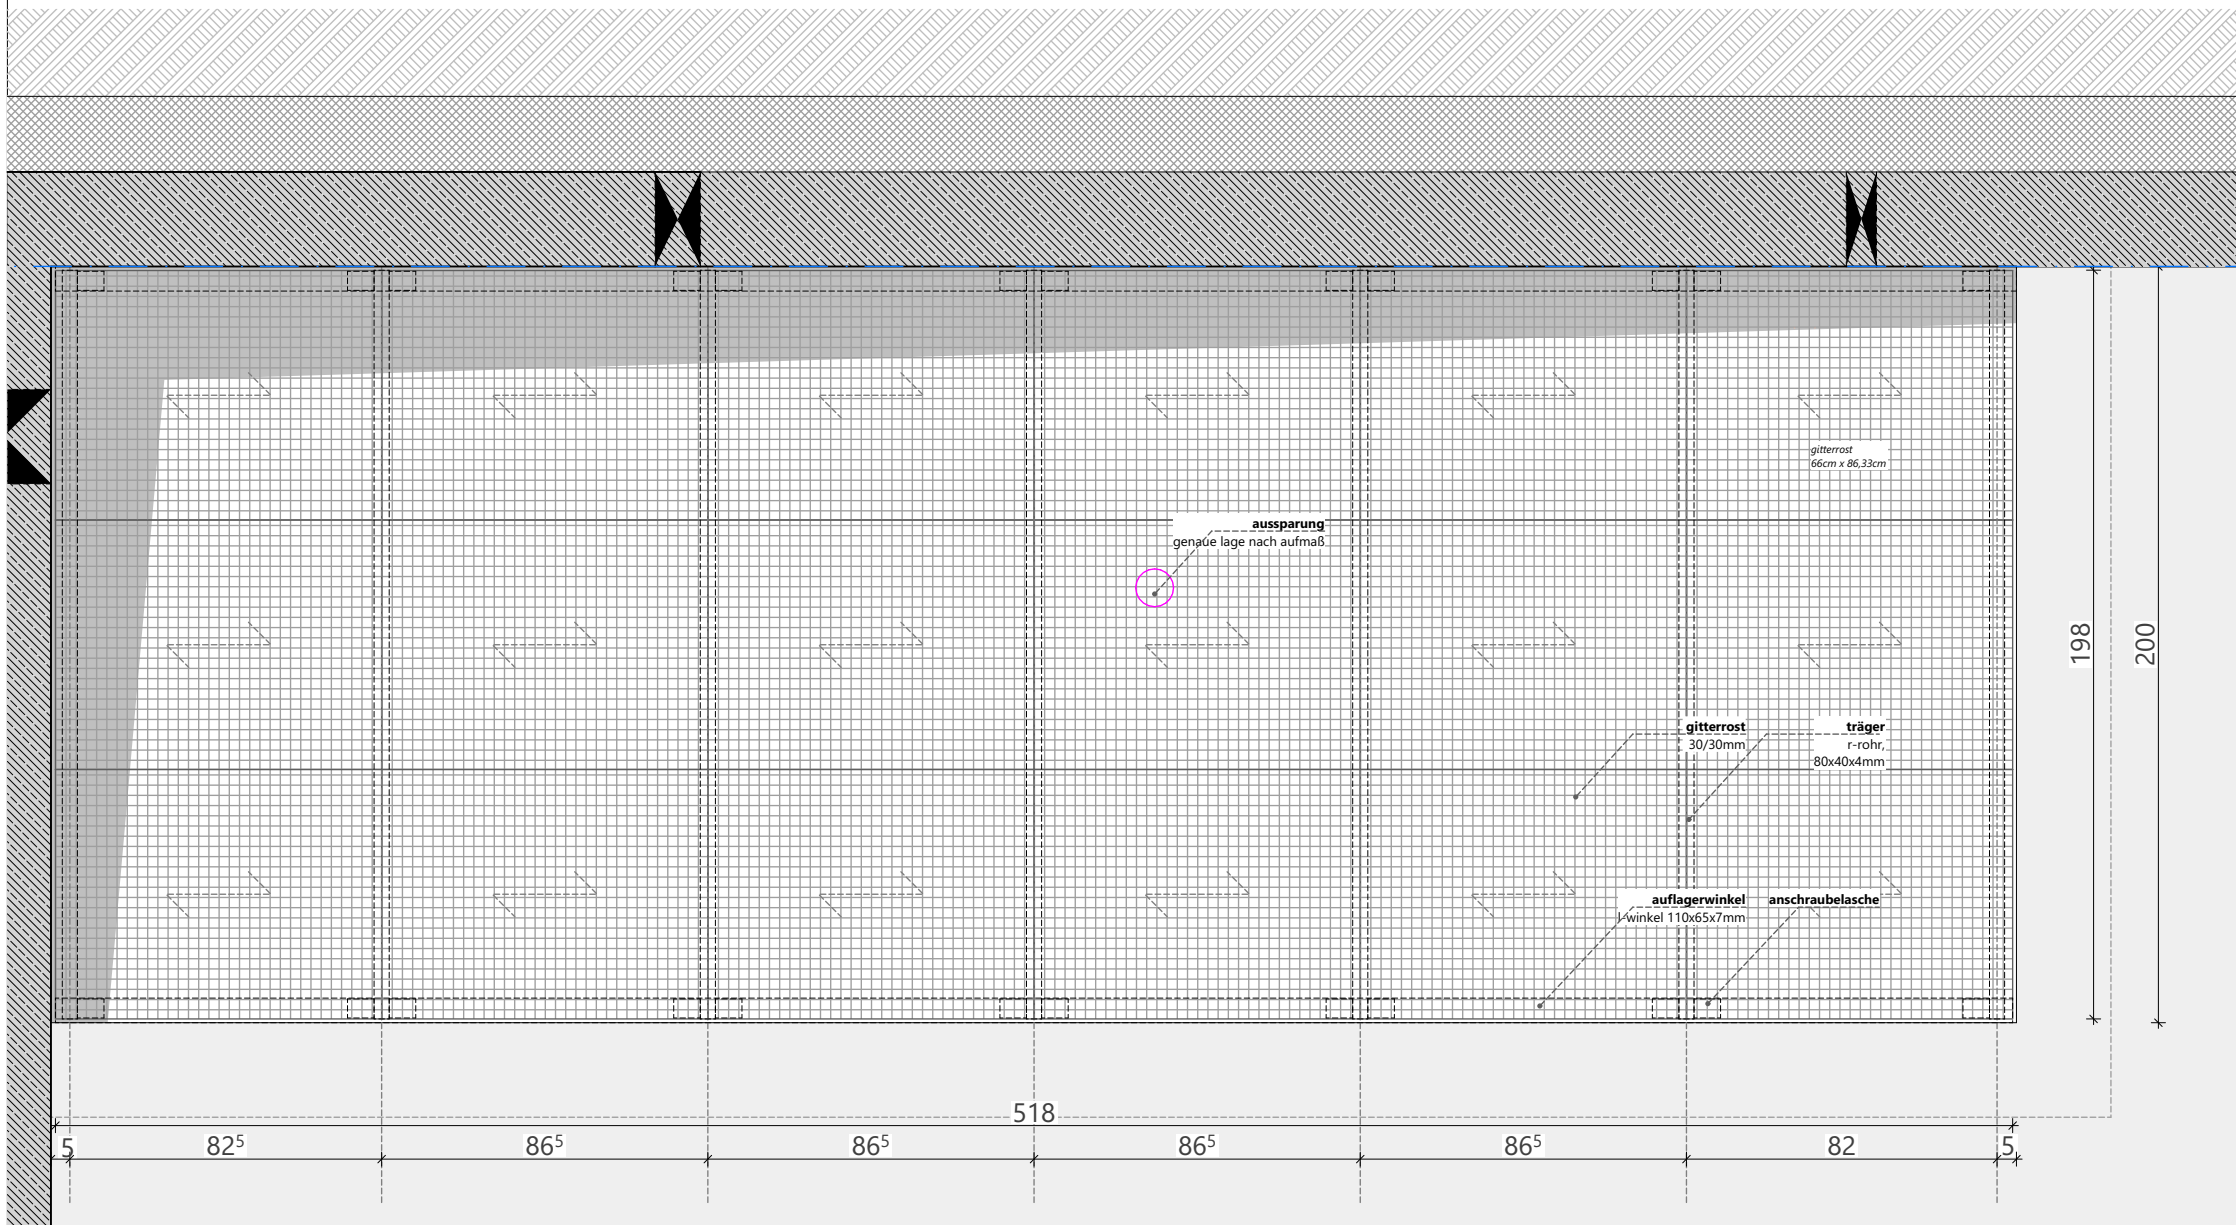 gitterrost
66cm x 86,33cm
aussparung
genaue lage nach aufmaß
198
200
gitterrost
30/30mm
träger
r-rohr,
80x40x4mm
auflagerwinkel
l-winkel 110x65x7mm
anschraubelasche
518
5 82⁵ 86⁵ 86⁵ 86⁵ 86⁵ 82 5